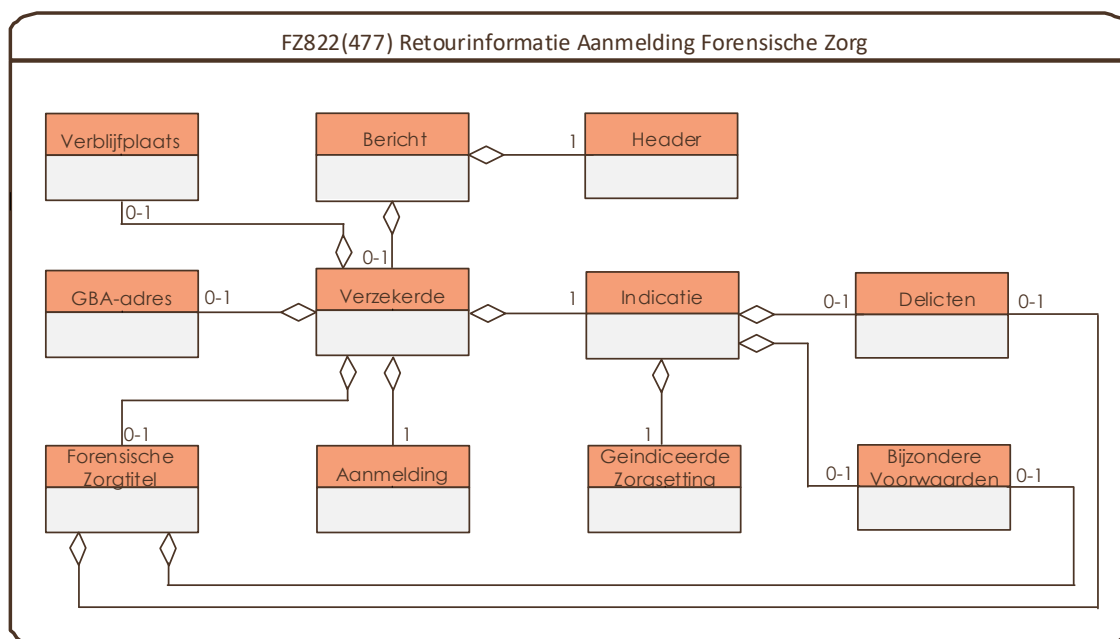 FZ822(477) Retourinformatie Aanmelding Forensische Zorg
Verblijfplaats
Bericht
1
Header
0-1
0-1
GBA-adres
0-1
Verzekerde
1
Indicatie
0-1
Delicten
0-1
0-1
1
1
Forensische
Zorgtitel
Aanmelding
Geindiceerde
Zorgsetting
0-1
Bijzondere
Voorwaarden
0-1